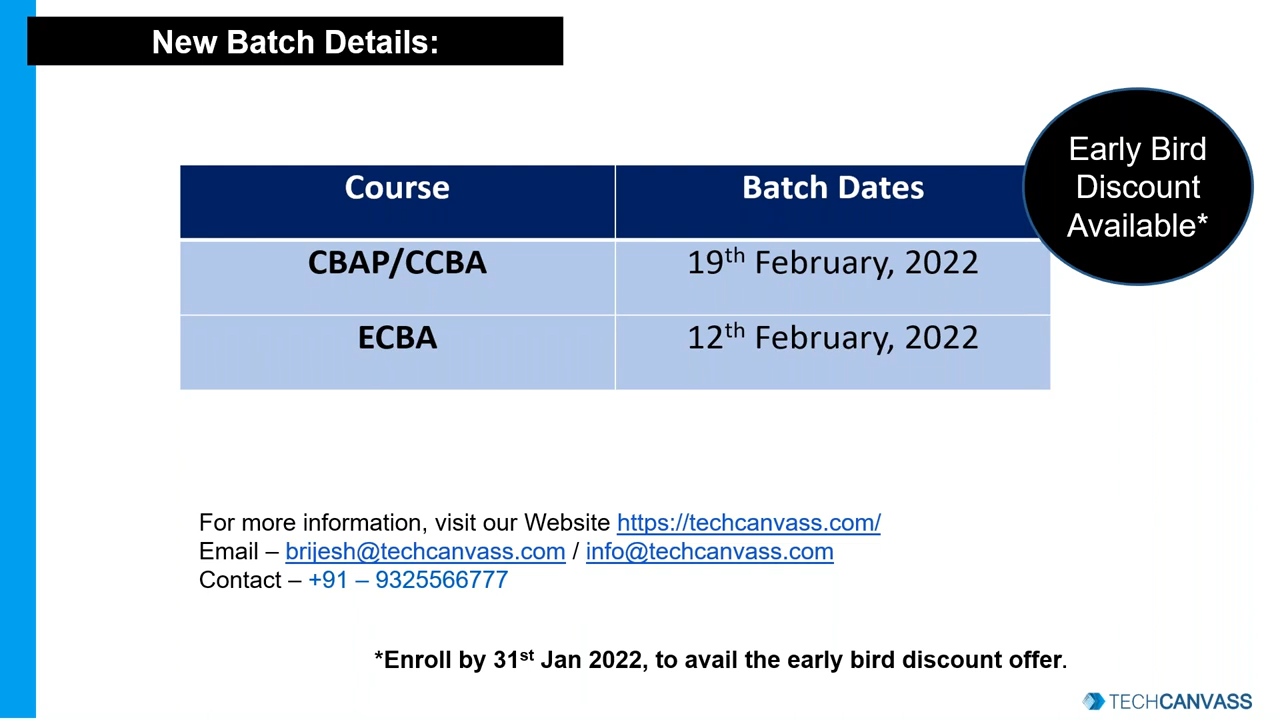 New Batch Details:
Early Bird
Discount
Available*
Course Batch Dates
CBAP/CCBA 19th February, 2022
ECBA 12th February, 2022
For more information, visit our Website https://techcanvass.com/
Email – brijesh@techcanvass.com / info@techcanvass.com
Contact – +91 – 9325566777
*Enroll by 31st Jan 2022, to avail the early bird discount offer.
TECHCANVASS